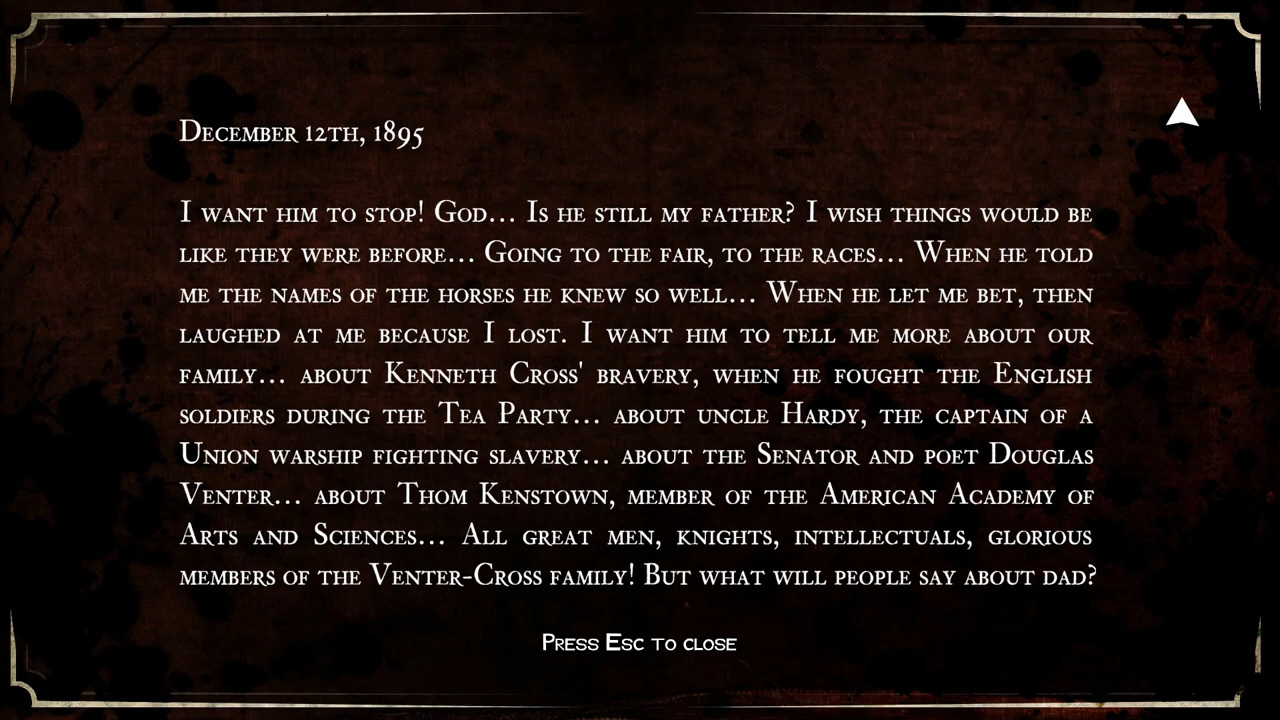 December 12th, 1895
I want him to stop! God... Is he still my father? I wish things would be
like they were before... Going to the fair, to the races... When he told
me the names of the horses he knew so well... When he let me bet, then
laughed at me because I lost. I want him to tell me more about our
family... about Kenneth Cross' bravery, when he fought the English
soldiers during the Tea Party... about uncle Hardy, the captain of a
Union warship fighting slavery... about the Senator and poet Douglas
Venter... about Thom Kenstown, member of the American Academy of
Arts and Sciences... All great men, knights, intellectuals, glorious
members of the Venter-Cross family! But what will people say about dad?
Press Esc to close